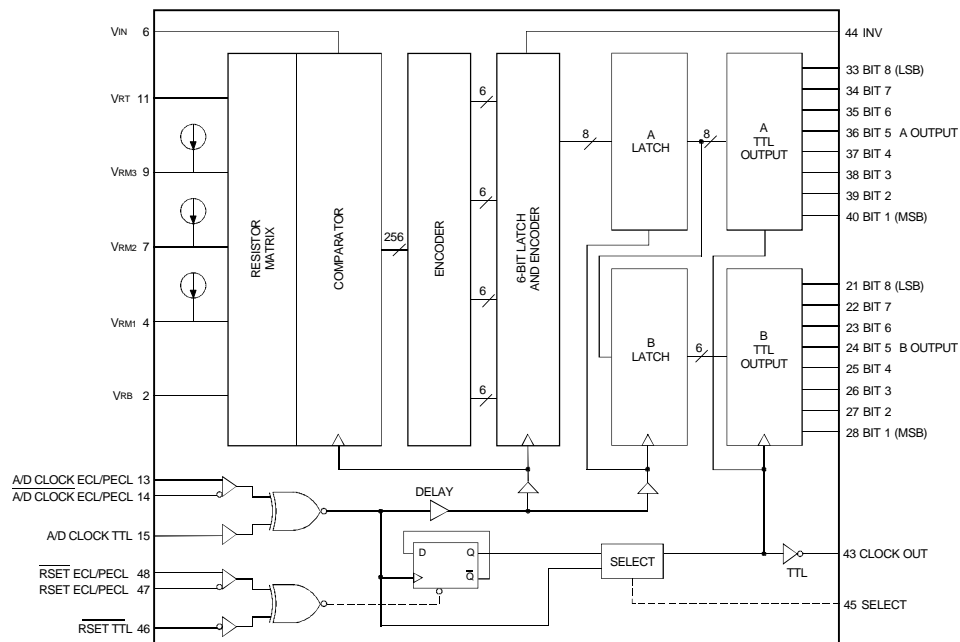 VIN 6
VRT 11
VRM3 9
VRM2 7
VRM1 4
VRB 2
A/D CLOCK ECL/PECL 13
A/D CLOCK ECL/PECL 14
A/D CLOCK TTL 15
RSET ECL/PECL 48
RSET ECL/PECL 47
RSET TTL 46
RESISTOR
MATRIX
COMPARATOR
256
ENCODER
6
6
6
6
6-BIT LATCH
AND ENCODER
8
A
LATCH
8
A
TTL
OUTPUT
B
LATCH
6
B
TTL
OUTPUT
DELAY
D
Q
Q
SELECT
TTL
44 INV
33 BIT 8 (LSB)
34 BIT 7
35 BIT 6
36 BIT 5 A OUTPUT
37 BIT 4
38 BIT 3
39 BIT 2
40 BIT 1 (MSB)
21 BIT 8 (LSB)
22 BIT 7
23 BIT 6
24 BIT 5 B OUTPUT
25 BIT 4
26 BIT 3
27 BIT 2
28 BIT 1 (MSB)
43 CLOCK OUT
45 SELECT